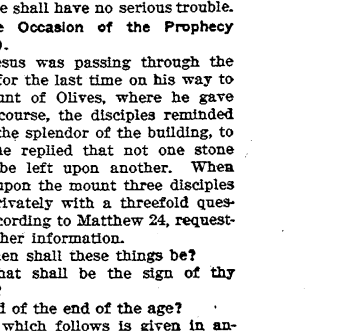 e shall have no serious trouble.
Occasion of the Prophecy
).
esus was passing through the
for the last time on his way to
unt of Olives, where he gave
course, the disciples reminded
the splendor of the building, to
he replied that not one stone
be left upon another. When
upon the mount three disciples
rivately with a threefold ques-
cording to Matthew 24, request-
her information.
en shall these things be?
hat shall be the sign of thy
?
d of the end of the age?
which follows is given in an-